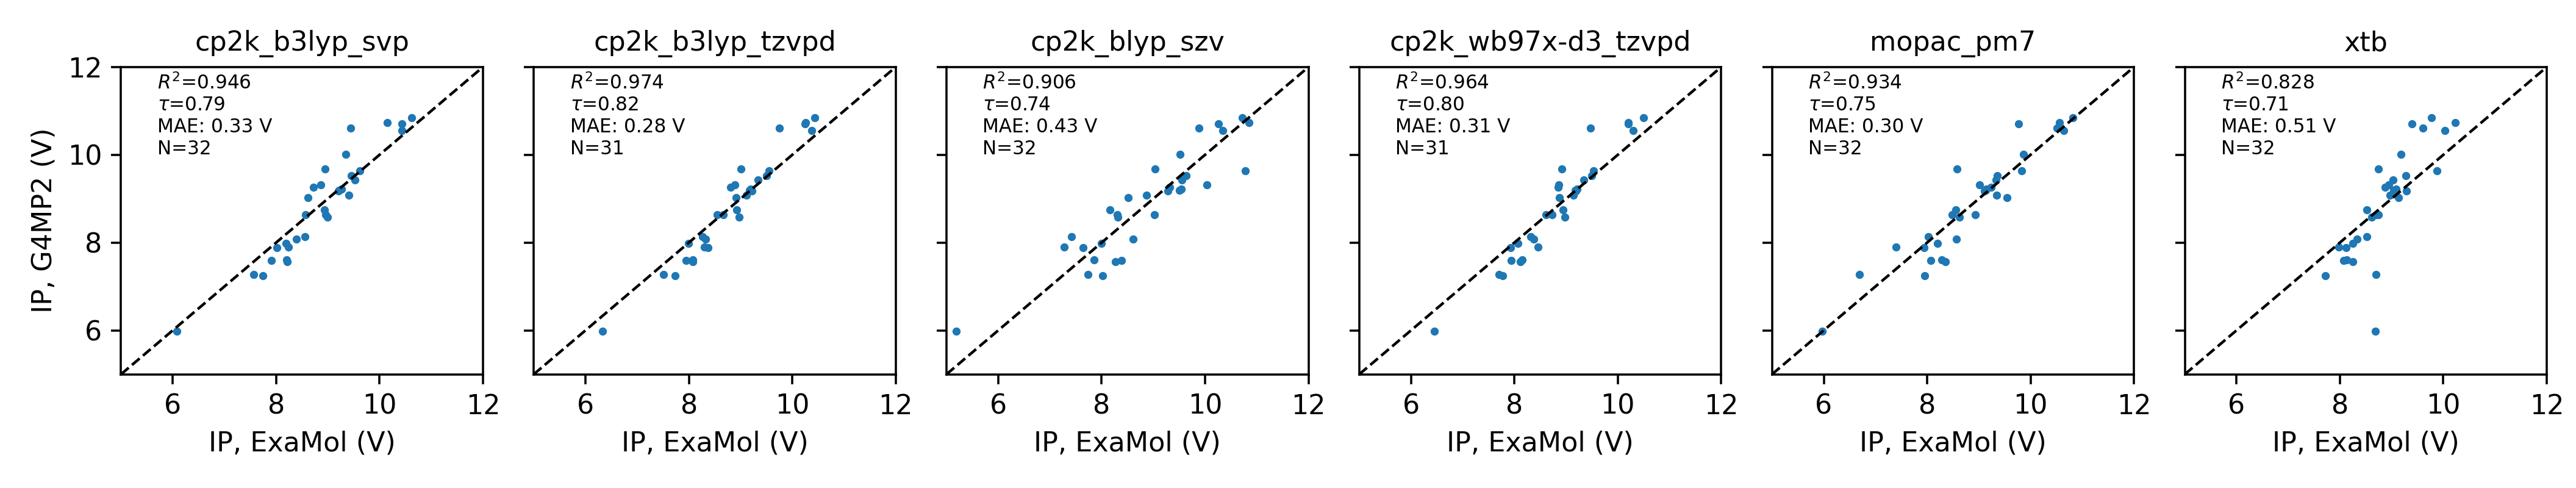 cp2k_b3lyp_svp
12
R²=0.946
τ=0.79
MAE: 0.33 V
N=32
10
8
6
IP, G4MP2 (V)
6 8 10 12
IP, ExaMol (V)
cp2k_b3lyp_tzvpd
R²=0.974
τ=0.82
MAE: 0.28 V
N=31
6 8 10 12
IP, ExaMol (V)
cp2k_blyp_szv
R²=0.906
τ=0.74
MAE: 0.43 V
N=32
6 8 10 12
IP, ExaMol (V)
cp2k_wb97x-d3_tzvpd
R²=0.964
τ=0.80
MAE: 0.31 V
N=31
6 8 10 12
IP, ExaMol (V)
mopac_pm7
R²=0.934
τ=0.75
MAE: 0.30 V
N=32
6 8 10 12
IP, ExaMol (V)
xtb
R²=0.828
τ=0.71
MAE: 0.51 V
N=32
6 8 10 12
IP, ExaMol (V)